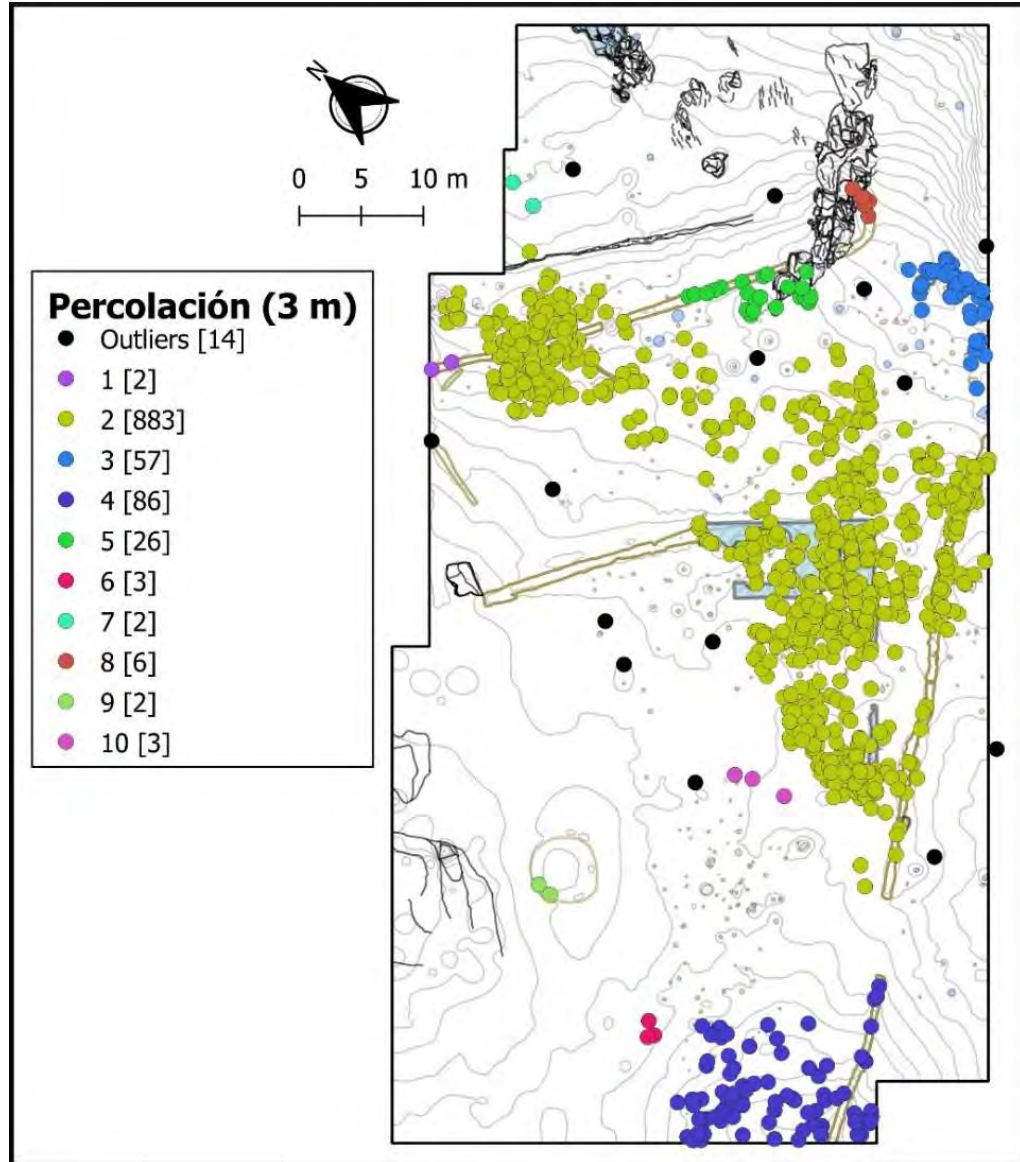 N
0 5 10 m
Percolación (3 m)
Outliers [14]
1 [2]
2 [883]
3 [57]
4 [86]
5 [26]
6 [3]
7 [2]
8 [6]
9 [2]
10 [3]